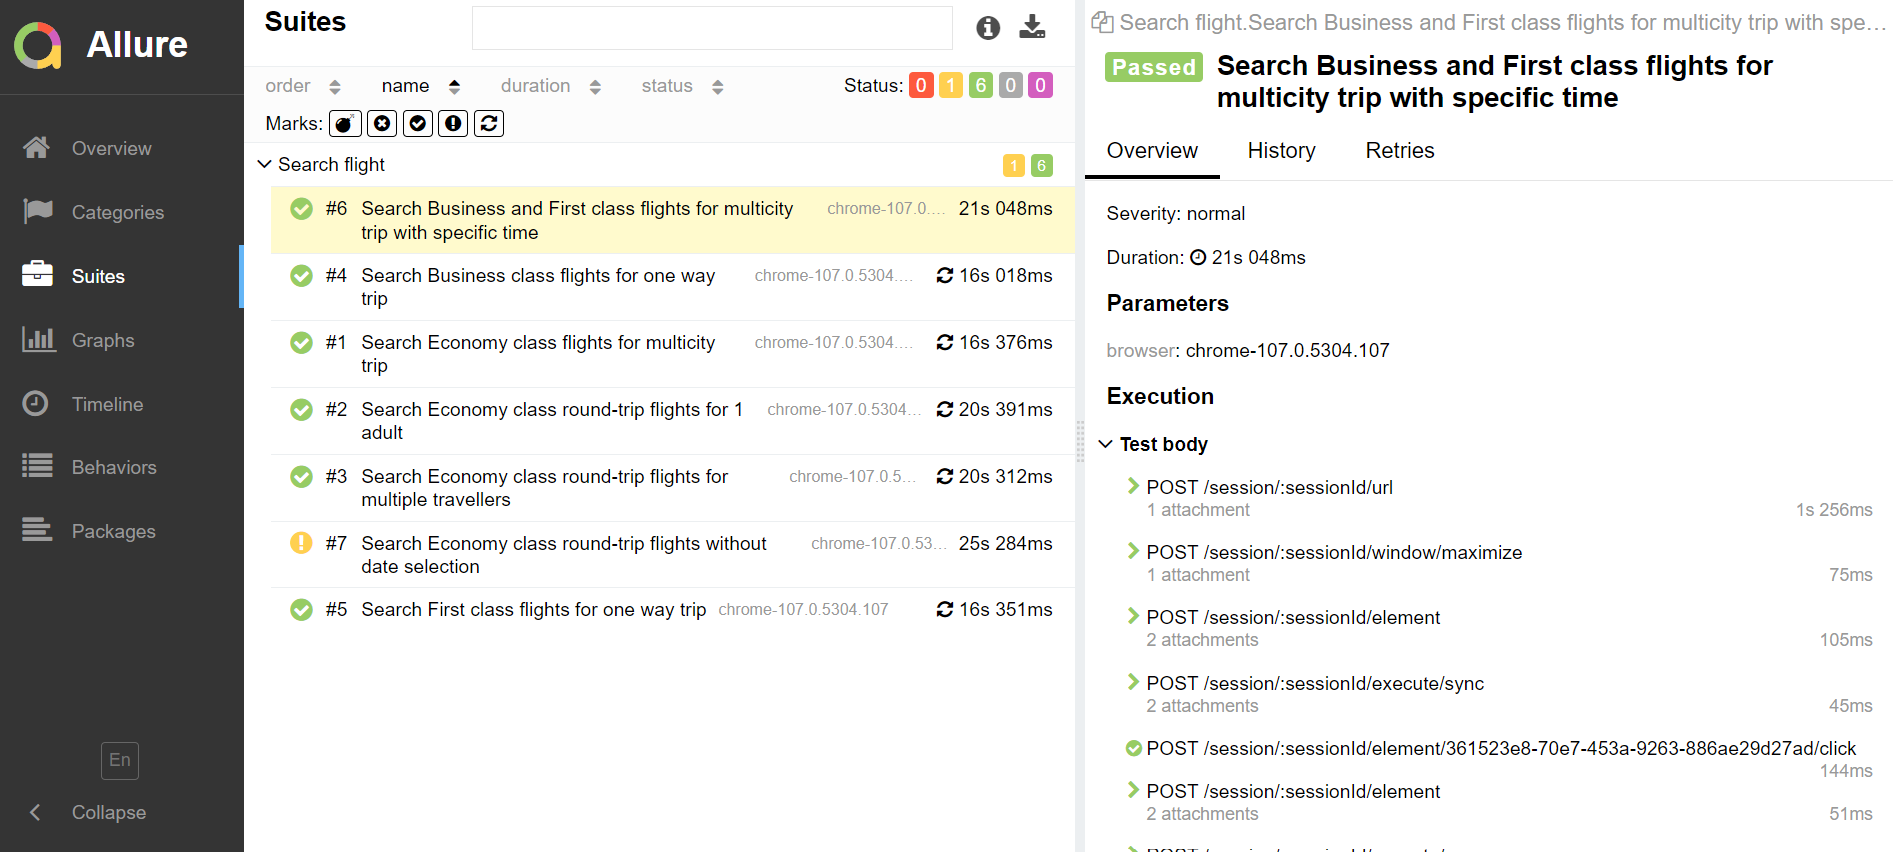 Allure
Overview
Categories
Suites
Graphs
Timeline
Behaviors
Packages
En
Collapse
Suites
order name duration status Status: 0 1 6 0 0
Marks:
Search flight 1 6
#6 Search Business and First class flights for multicity trip with specific time chrome-107.0.... 21s 048ms
#4 Search Business class flights for one way trip chrome-107.0.5304.... 16s 018ms
#1 Search Economy class flights for multicity trip chrome-107.0.5304.... 16s 376ms
#2 Search Economy class round-trip flights for 1 adult chrome-107.0.5304... 20s 391ms
#3 Search Economy class round-trip flights for multiple travellers chrome-107.0.5... 20s 312ms
#7 Search Economy class round-trip flights without date selection chrome-107.0.53... 25s 284ms
#5 Search First class flights for one way trip chrome-107.0.5304.107 16s 351ms
Search flight.Search Business and First class flights for multicity trip with spe...
Passed Search Business and First class flights for
multicity trip with specific time
Overview History Retries
Severity: normal
Duration: 21s 048ms
Parameters
browser: chrome-107.0.5304.107
Execution
Test body
POST /session/:sessionId/url
1 attachment 1s 256ms
POST /session/:sessionId/window/maximize
1 attachment 75ms
POST /session/:sessionId/element
2 attachments 105ms
POST /session/:sessionId/execute/sync
2 attachments 45ms
POST /session/:sessionId/element/361523e8-70e7-453a-9263-886ae29d27ad/click
144ms
POST /session/:sessionId/element
2 attachments 51ms